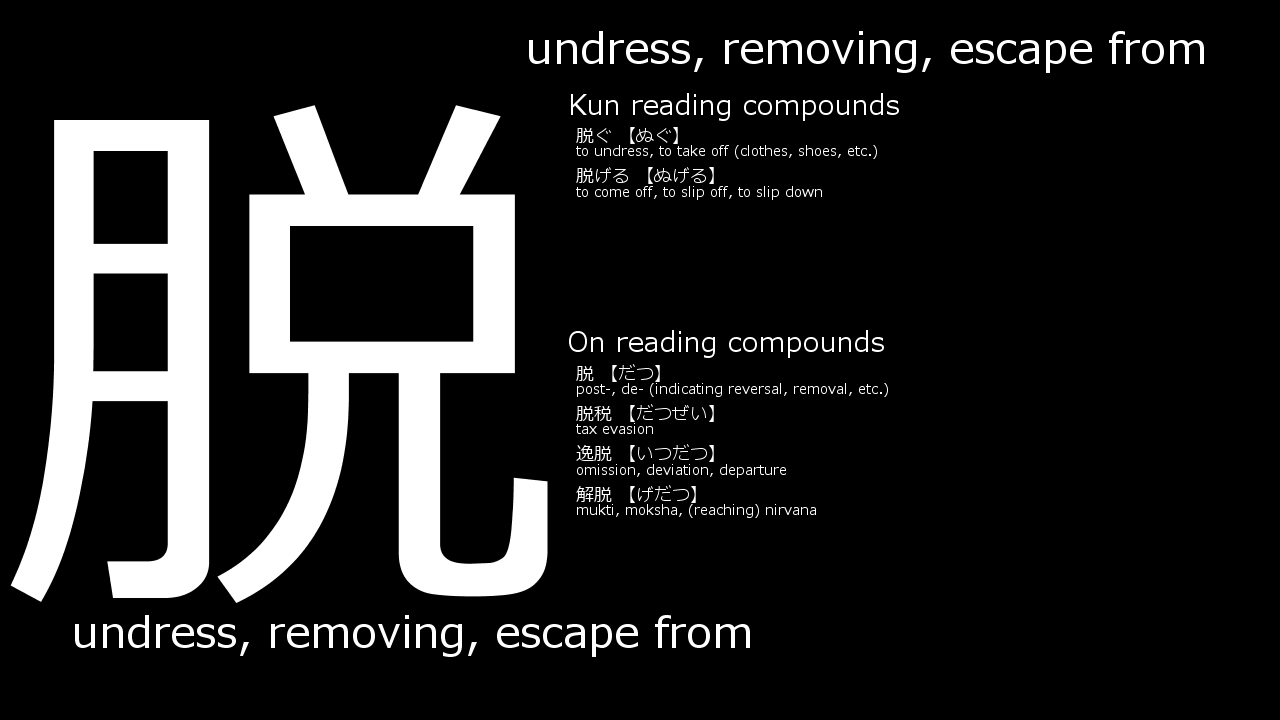 undress, removing, escape from
脱
Kun reading compounds
脱ぐ 【ぬぐ】
to undress, to take off (clothes, shoes, etc.)
脱げる 【ぬげる】
to come off, to slip off, to slip down
On reading compounds
脱 【だつ】
post-, de- (indicating reversal, removal, etc.)
脱税 【だつぜい】
tax evasion
逸脱 【いつだつ】
omission, deviation, departure
解脱 【げだつ】
mukti, moksha, (reaching) nirvana
undress, removing, escape from